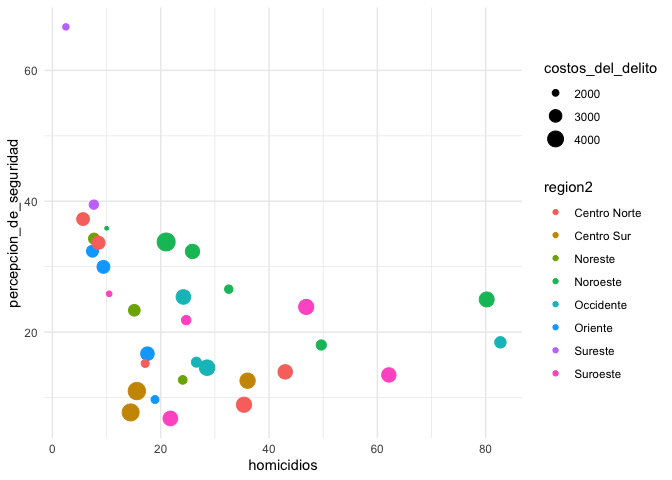 60
40
20
0
20
40
60
80
homicidios
percepcion_de_seguridad
costos_del_delito
2000
3000
4000
region2
Centro Norte
Centro Sur
Noreste
Noroeste
Occidente
Oriente
Sureste
Suroeste